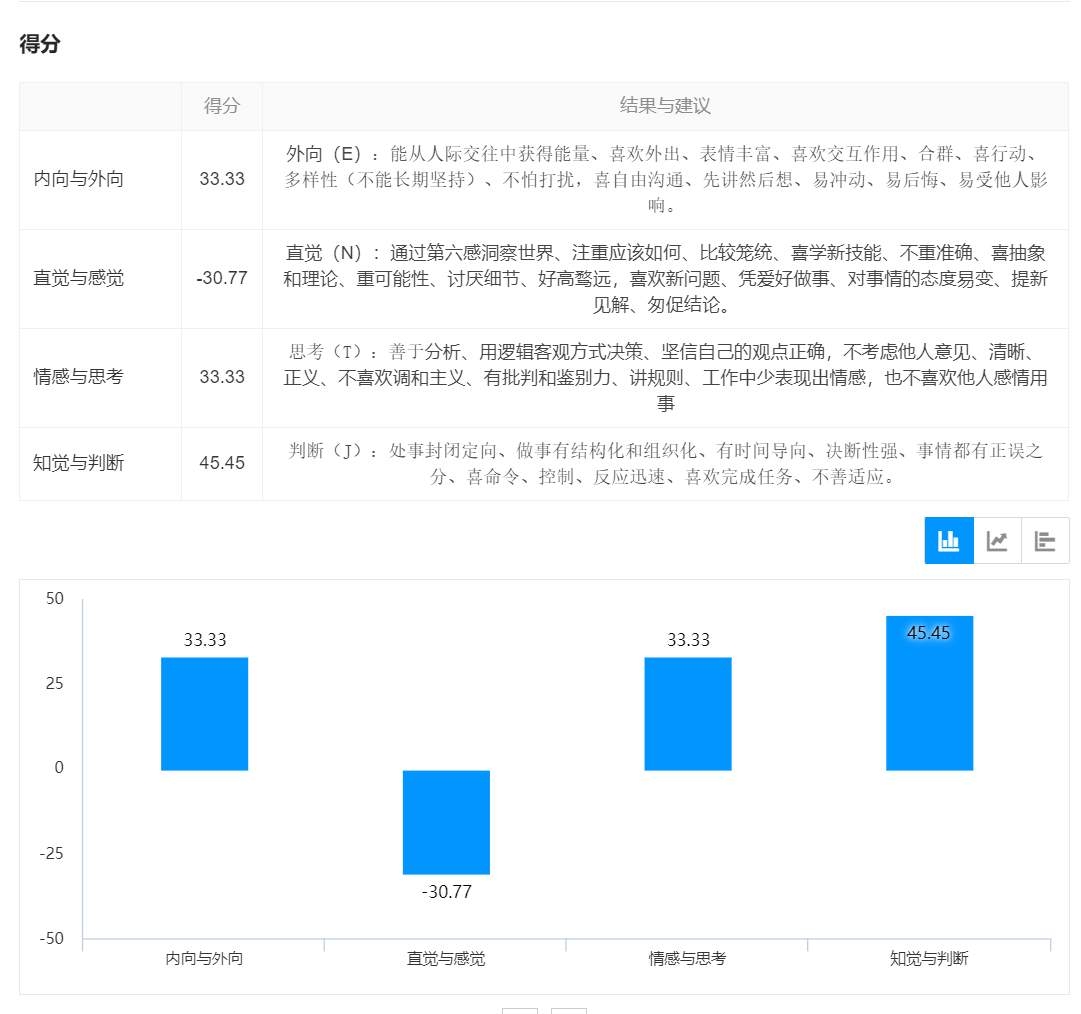 得分
得分 结果与建议
内向与外向 33.33
外向（E）：能从人际交往中获得能量、喜欢外出、表情丰富、喜欢交互作用、合群、喜行动、
多样性（不能长期坚持）、不怕打扰，喜自由沟通、先讲然后想、易冲动、易后悔、易受他人影
响。
直觉与感觉 -30.77
直觉（N）：通过第六感洞察世界、注重应该如何、比较笼统、喜学新技能、不重准确、喜抽象
和理论、重可能性、讨厌细节、好高骛远，喜欢新问题、凭爱好做事、对事情的态度易变、提新
见解、匆促结论。
情感与思考 33.33
思考（T）：善于分析、用逻辑客观方式决策、坚信自己的观点正确，不考虑他人意见、清晰、
正义、不喜欢调和主义、有批判和鉴别力、讲规则、工作中少表现出情感，也不喜欢他人感情用
事
知觉与判断 45.45
判断（J）：处事封闭定向、做事有结构化和组织化、有时间导向、决断性强、事情都有正误之
分、喜命令、控制、反应迅速、喜欢完成任务、不善适应。
50
25
0
-25
-50
33.33
-30.77
33.33
45.45
内向与外向 直觉与感觉 情感与思考 知觉与判断